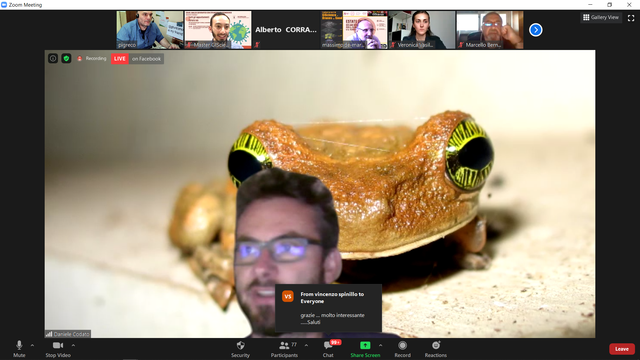 Zoom Meeting
Gallery View
pigreco
Alberto CORRA...
Recording
LIVE
on Facebook
VS
From vincenzo spinillo to
Everyone
grazie ... molto interessante
.....Saluti
Daniele Codato
Mute
Stop Video
Security
77
Participants
99+
Chat
Share Screen
Record
Reactions
Leave